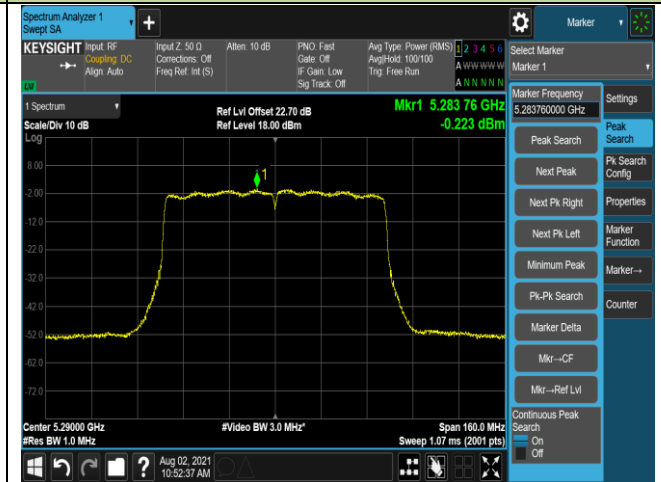 Spectrum Analyzer 1
Swept SA
+
Marker
KEYSIGHT
Input: RF
Coupling: DC
Align: Auto
Input Z: 50 Ω
Corrections: Off
Freq Ref: Int (S)
Atten: 10 dB
PNO: Fast
Gate: Off
IF Gain: Low
Sig Track: Off
Avg Type: Power (RMS)
Avg|Hold: 100/100
Trig: Free Run
1 2 3 4 5 6
A W W W W W
A N N N N N
Select Marker
Marker 1
1 Spectrum
Scale/Div 10 dB
Log
Ref Lvl Offset 22.70 dB
Ref Level 18.00 dBm
Mkr1 5.283 76 GHz
-0.223 dBm
1
8.00
-2.00
-12.0
-22.0
-32.0
-42.0
-52.0
-62.0
-72.0
Center 5.29000 GHz
#Res BW 1.0 MHz
#Video BW 3.0 MHz*
Span 160.0 MHz
Sweep 1.07 ms (2001 pts)
Marker Frequency
5.283760000 GHz
Peak Search
Next Peak
Next Pk Right
Next Pk Left
Minimum Peak
Pk-Pk Search
Marker Delta
Mkr→CF
Mkr→Ref Lvl
Continuous Peak
Search
On
Off
Settings
Peak
Search
Pk Search
Config
Properties
Marker
Function
Marker→
Counter
?
Aug 02, 2021
10:52:37 AM